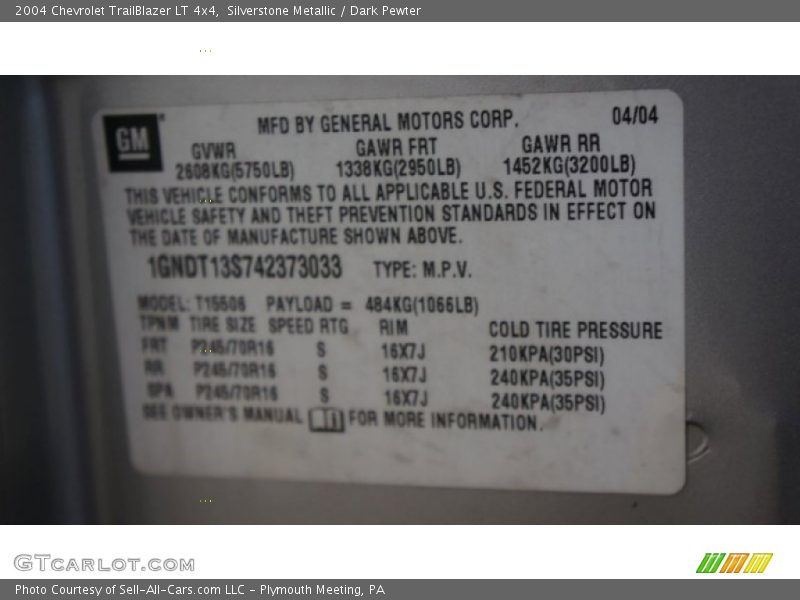 2004 Chevrolet TrailBlazer LT 4x4,  Silverstone Metallic / Dark Pewter
MFD BY GENERAL MOTORS CORP. 04/04
GM
GVWR GAWR FRT GAWR RR
2608KG(5750LB) 1338KG(2950LB) 1452KG(3200LB)
THIS VEHICLE CONFORMS TO ALL APPLICABLE U.S. FEDERAL MOTOR
VEHICLE SAFETY AND THEFT PREVENTION STANDARDS IN EFFECT ON
THE DATE OF MANUFACTURE SHOWN ABOVE.
1GNDT13S742373033 TYPE: M.P.V.
MODEL: T15506 PAYLOAD = 484KG(1066LB)
TPNM TIRE SIZE SPEED RTG RIM COLD TIRE PRESSURE
FRT P245/70R16 S 16X7J 210KPA(30PSI)
RR P245/70R16 S 16X7J 240KPA(35PSI)
SPA P245/70R16 S 16X7J 240KPA(35PSI)
SEE OWNER'S MANUAL FOR MORE INFORMATION.
GTCARLOT.COM
Photo Courtesy of Sell-All-Cars.com LLC - Plymouth Meeting, PA